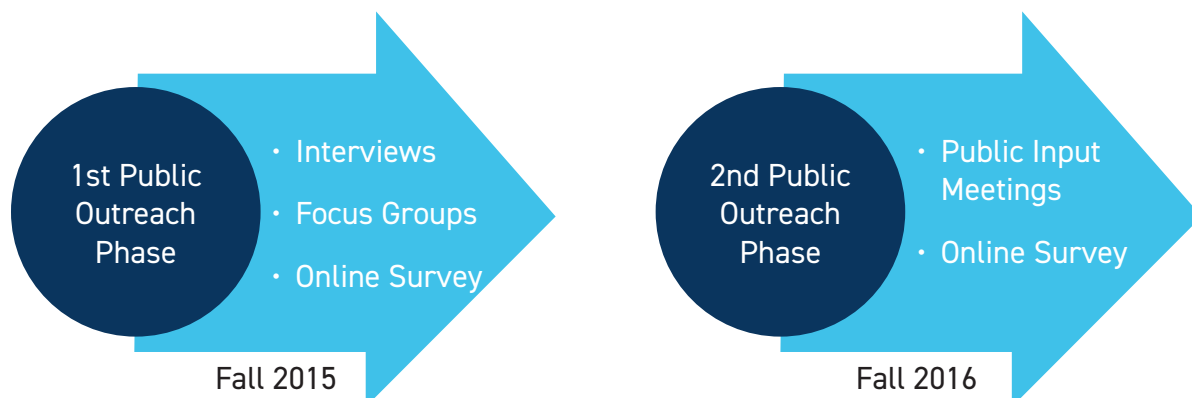 1st Public
Outreach
Phase
· Interviews
· Focus Groups
· Online Survey
Fall 2015
2nd Public
Outreach
Phase
· Public Input
Meetings
· Online Survey
Fall 2016